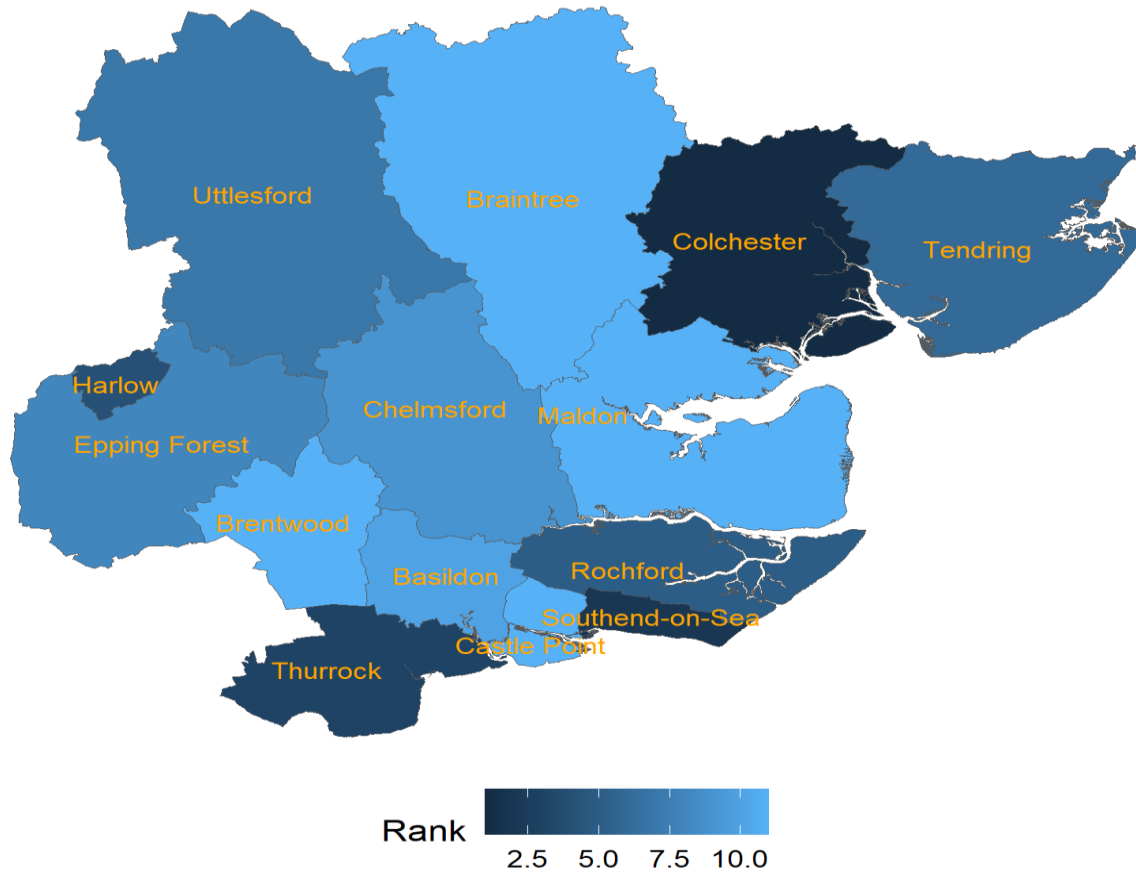 Uttlesford
Braintree
Colchester
Tendring
Harlow
Chelmsford
Maldon
Epping Forest
Brentwood
Basildon
Rochford
Southend-on-Sea
Castle Point
Thurrock
Rank
2.5 5.0 7.5 10.0